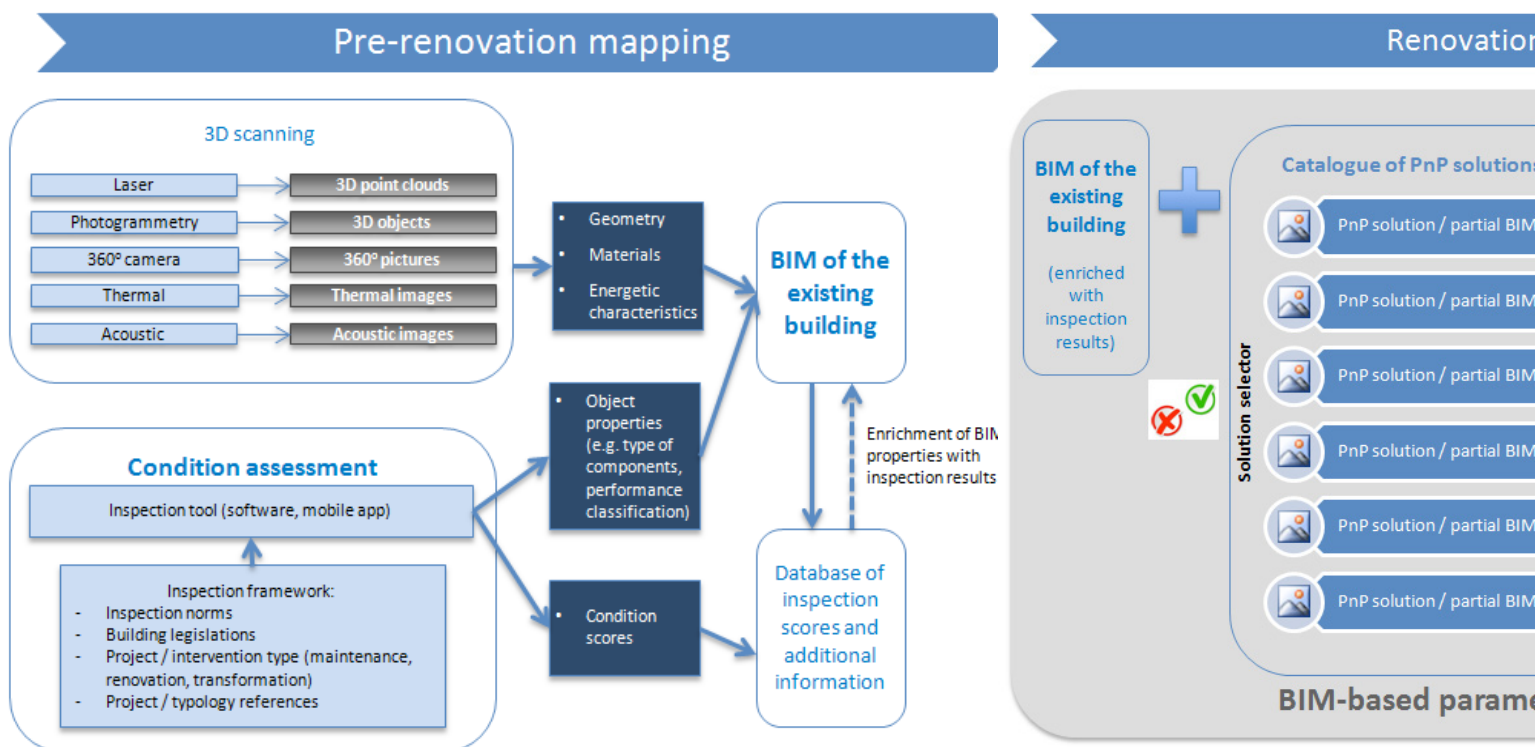 Pre-renovation mapping
3D scanning
Laser
3D point clouds
Photogrammetry
3D objects
360° camera
360° pictures
Thermal
Thermal images
Acoustic
Acoustic images
• Geometry
• Materials
• Energetic
characteristics
BIM of the
existing
building
Condition assessment
Inspection tool (software, mobile app)
Inspection framework:
- Inspection norms
- Building legislations
- Project / intervention type (maintenance,
renovation, transformation)
- Project / typology references
• Object
properties
(e.g. type of
components,
performance
classification)
• Condition
scores
Enrichment of BIM
properties with
inspection results
Database of
inspection
scores and
additional
information
Renovation
BIM of the
existing
building
(enriched
with
inspection
results)
Solution selector
Catalogue of PnP solutions
PnP solution / partial BIM
PnP solution / partial BIM
PnP solution / partial BIM
PnP solution / partial BIM
PnP solution / partial BIM
PnP solution / partial BIM
BIM-based parame